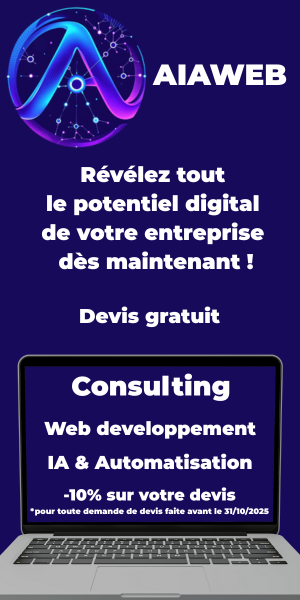 AIAWEB
Révélez tout
le potentiel digital
de votre entreprise
dès maintenant !
Devis gratuit
Consulting
Web developpement
IA & Automatisation
-10% sur votre devis
*pour toute demande de devis faite avant le 31/10/2025